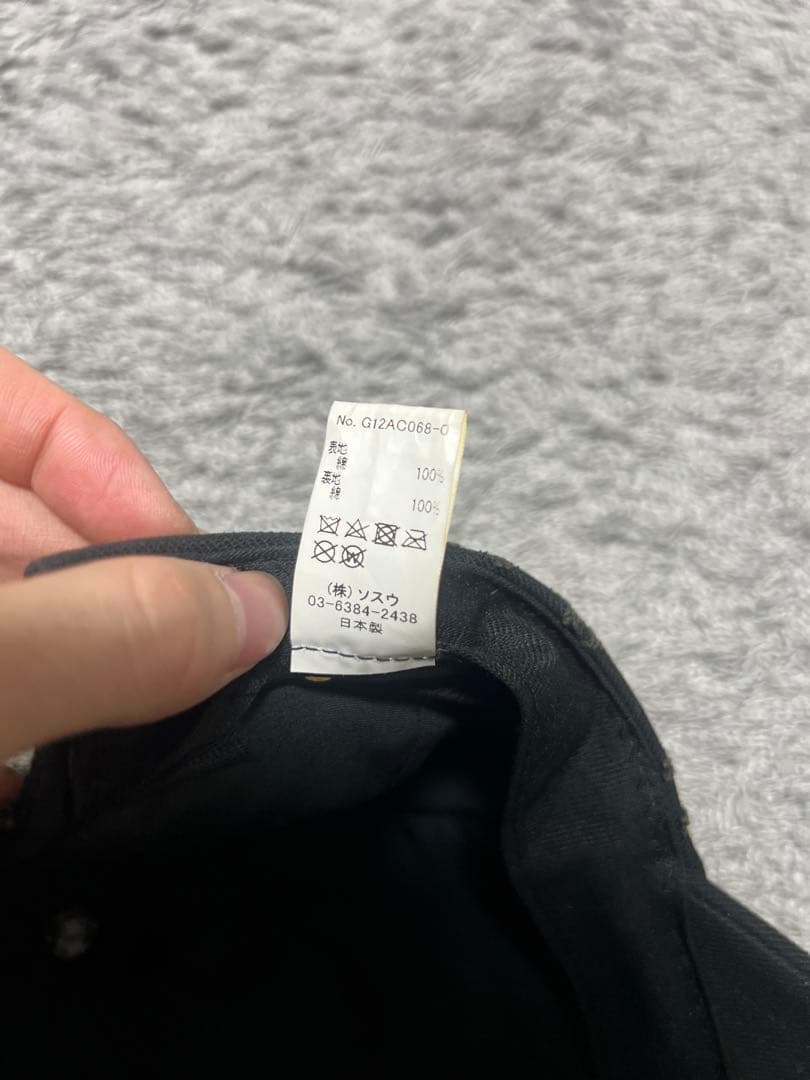 No. G12AC068-0
表地
綿 100%
裏地
綿 100%
(株)ソスウ
03-6384-2438
日本製